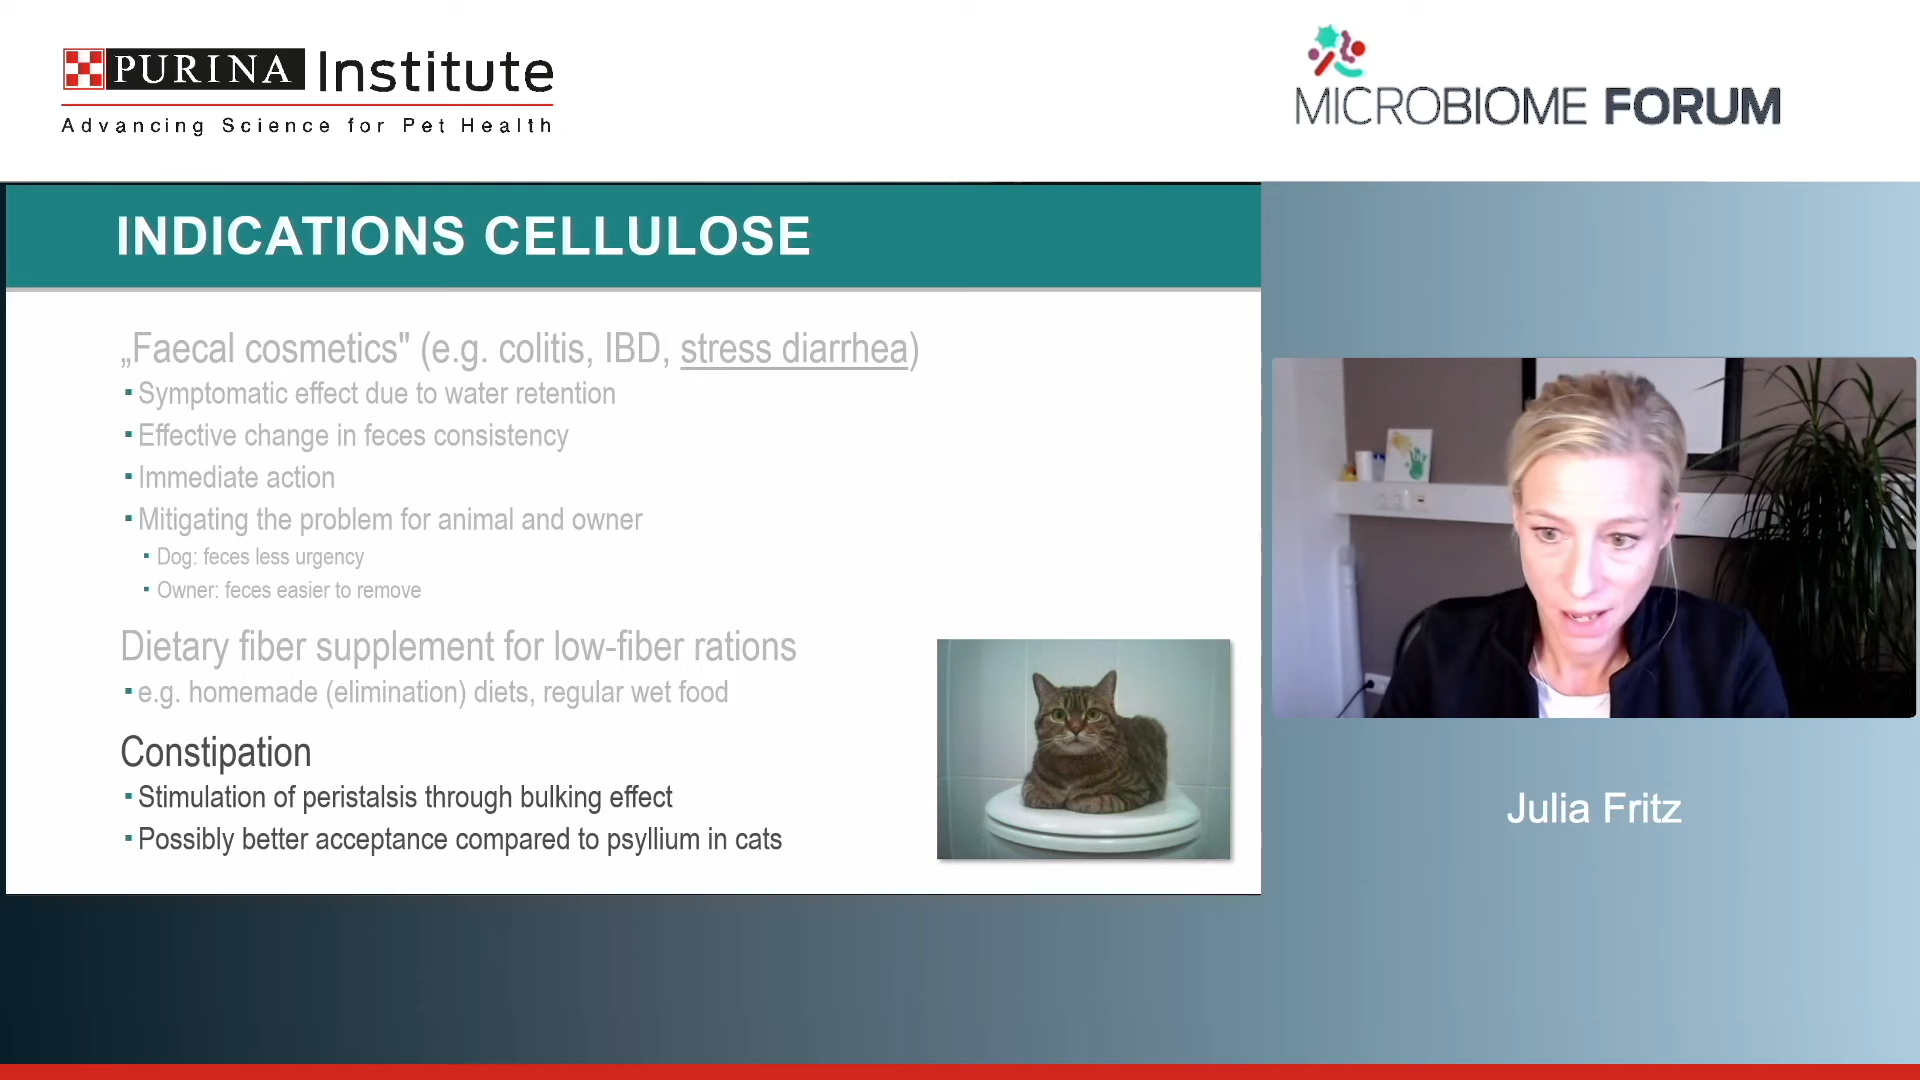 PURINA Institute
Advancing Science for Pet Health
MICROBIOME FORUM
INDICATIONS CELLULOSE
„Faecal cosmetics" (e.g. colitis, IBD, stress diarrhea)
▪ Symptomatic effect due to water retention
▪ Effective change in feces consistency
▪ Immediate action
▪ Mitigating the problem for animal and owner
▪ Dog: feces less urgency
▪ Owner: feces easier to remove
Dietary fiber supplement for low-fiber rations
▪ e.g. homemade (elimination) diets, regular wet food
Constipation
▪ Stimulation of peristalsis through bulking effect
▪ Possibly better acceptance compared to psyllium in cats
Julia Fritz